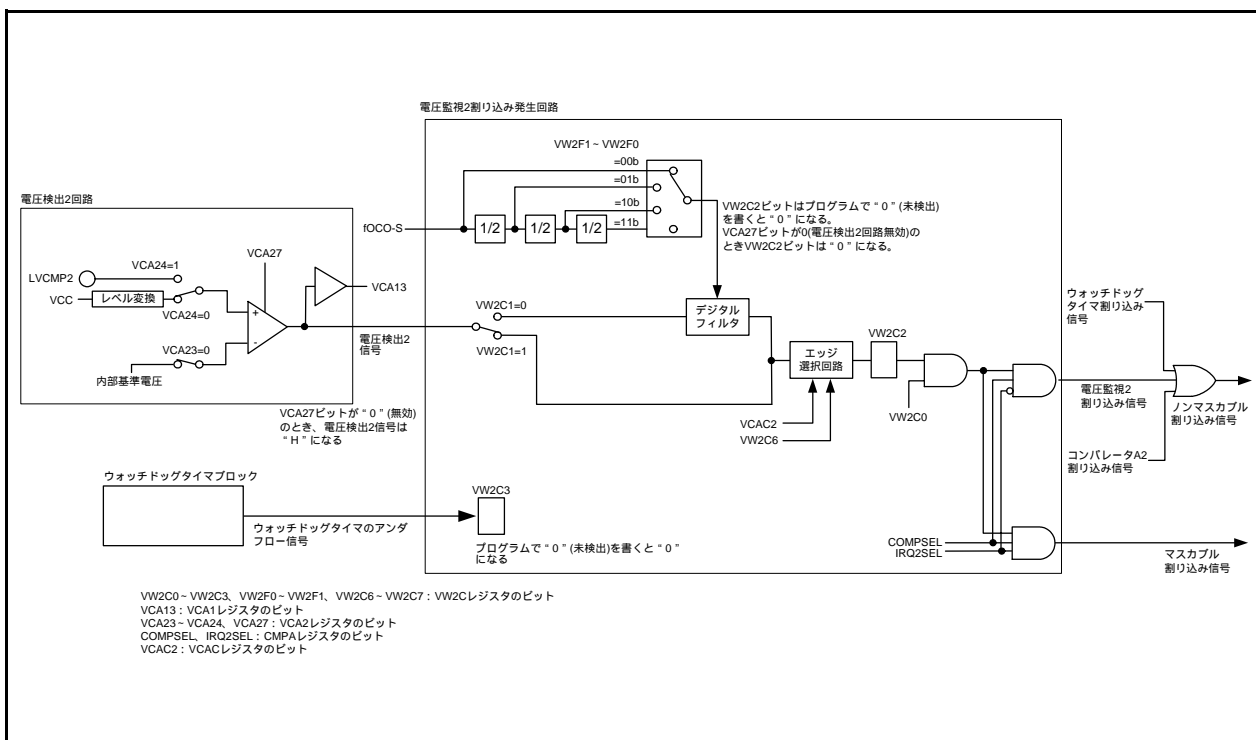 電圧監視2割り込み発生回路
VW2F1～VW2F0
=00b
=01b
=10b
=11b
fOCO-S
1/2
1/2
1/2
VW2C2ビットはプログラムで“0”(未検出)
を書くと“0”になる。
VCA27ビットが0(電圧検出2回路無効)の
ときVW2C2ビットは“0”になる。
電圧検出2回路
VCA27
LVCMP2
VCA24=1
VCC
レベル変換
VCA24=0
+
-
VCA23=0
内部基準電圧
VCA13
電圧検出2
信号
VCA27ビットが“0”(無効)
のとき、電圧検出2信号は
“H”になる
VW2C1=0
VW2C1=1
デジタル
フィルタ
エッジ
選択回路
VCAC2
VW2C6
VW2C2
VW2C0
ウォッチドッグ
タイマ割り込み
信号
電圧監視2
割り込み信号
ノンマスカブル
割り込み信号
コンパレータA2
割り込み信号
ウォッチドッグタイマブロック
ウォッチドッグタイマのアンダ
フロー信号
VW2C3
プログラムで“0”(未検出)を書くと“0”
になる
COMPSEL
IRQ2SEL
マスカブル
割り込み信号
VW2C0～VW2C3、VW2F0～VW2F1、VW2C6～VW2C7：VW2Cレジスタのビット
VCA13：VCA1レジスタのビット
VCA23～VCA24、VCA27：VCA2レジスタのビット
COMPSEL、IRQ2SEL：CMPAレジスタのビット
VCAC2：VCACレジスタのビット